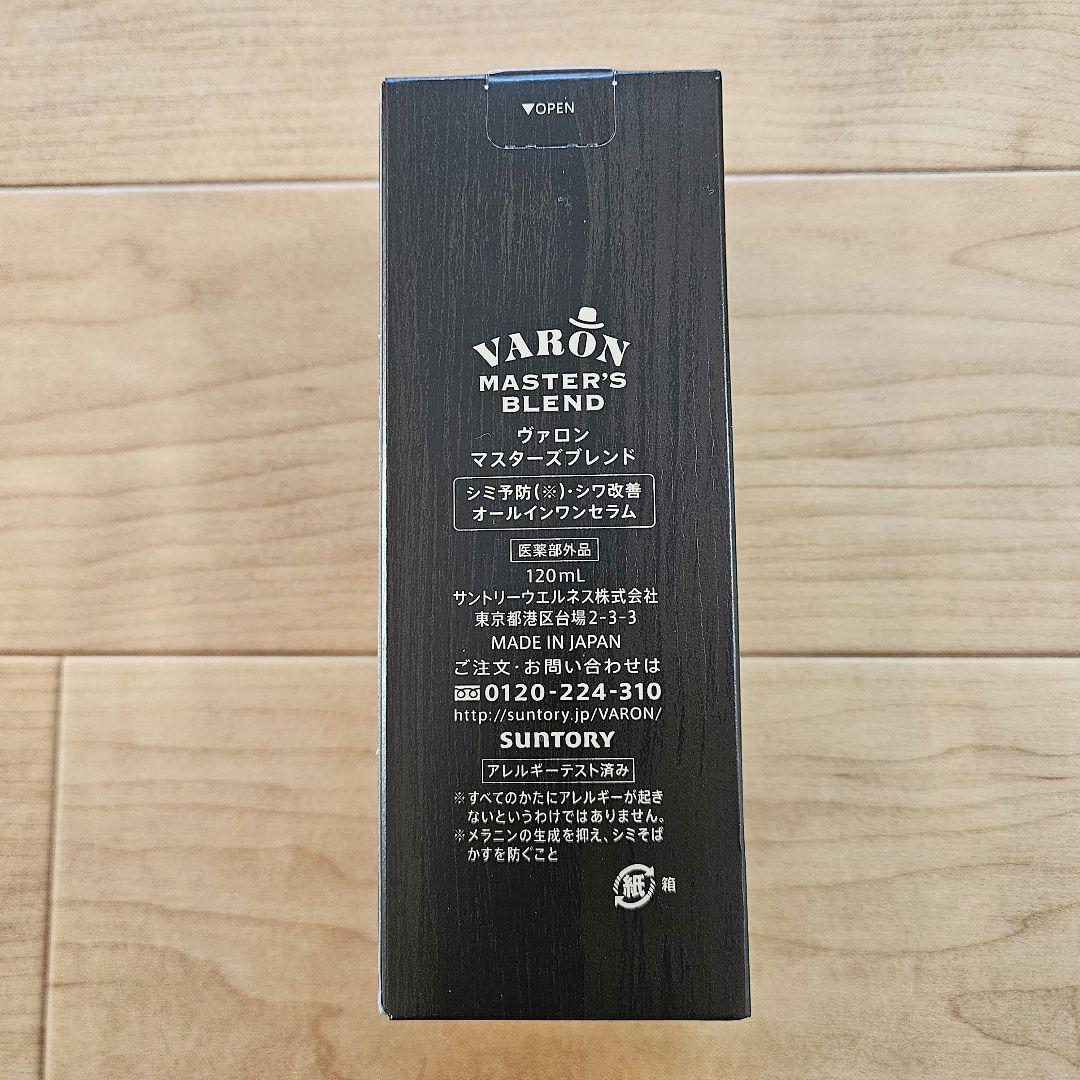 ▼OPEN
VARON
MASTER'S
BLEND
ヴァロン
マスターズブレンド
シミ予防(※)・シワ改善
オールインワンセラム
医薬部外品
120mL
サントリーウエルネス株式会社
東京都港区台場2-3-3
MADE IN JAPAN
ご注文・お問い合わせは
0120-224-310
http://suntory.jp/VARON/
SUNTORY
アレルギーテスト済み
※すべてのかたにアレルギーが起き
ないというわけではありません。
※メラニンの生成を抑え、シミそば
かすを防ぐこと
紙 箱